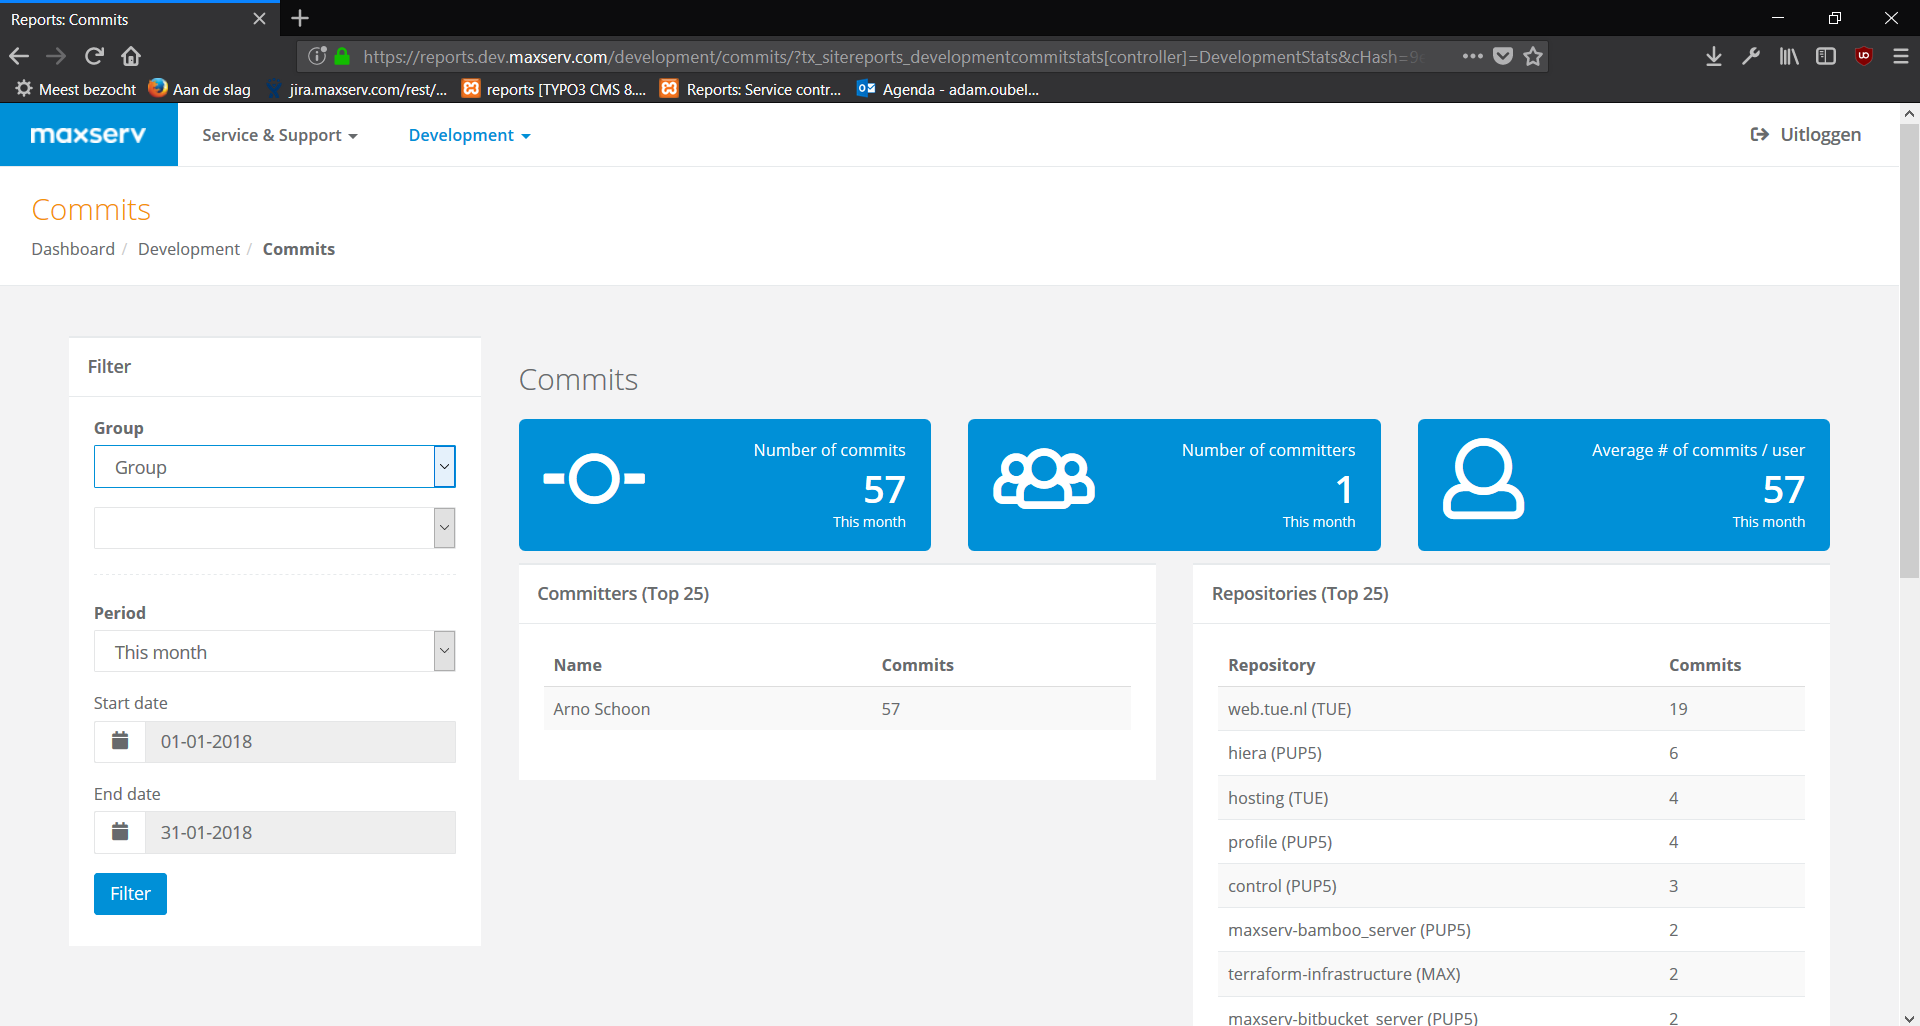 Reports: Commits
https://reports.dev.maxserv.com/development/commits/?tx_sitereports_developmentcommitstats[controller]=DevelopmentStats&cHash=9
Meest bezocht
Aan de slag
jira.maxserv.com/rest/...
reports [TYPO3 CMS 8....
Reports: Service contr...
Agenda - adam.oubel...
maxserv
Service & Support
Development
Uitloggen
Commits
Dashboard / Development / Commits
Filter
Group
Group
Period
This month
Start date
01-01-2018
End date
31-01-2018
Filter
Commits
Number of commits
57
This month
Number of committers
1
This month
Average # of commits / user
57
This month
Committers (Top 25)
Name Commits
Arno Schoon 57
Repositories (Top 25)
Repository Commits
web.tue.nl (TUE) 19
hiera (PUP5) 6
hosting (TUE) 4
profile (PUP5) 4
control (PUP5) 3
maxserv-bamboo_server (PUP5) 2
terraform-infrastructure (MAX) 2
maxserv-bitbucket_server (PUP5) 2